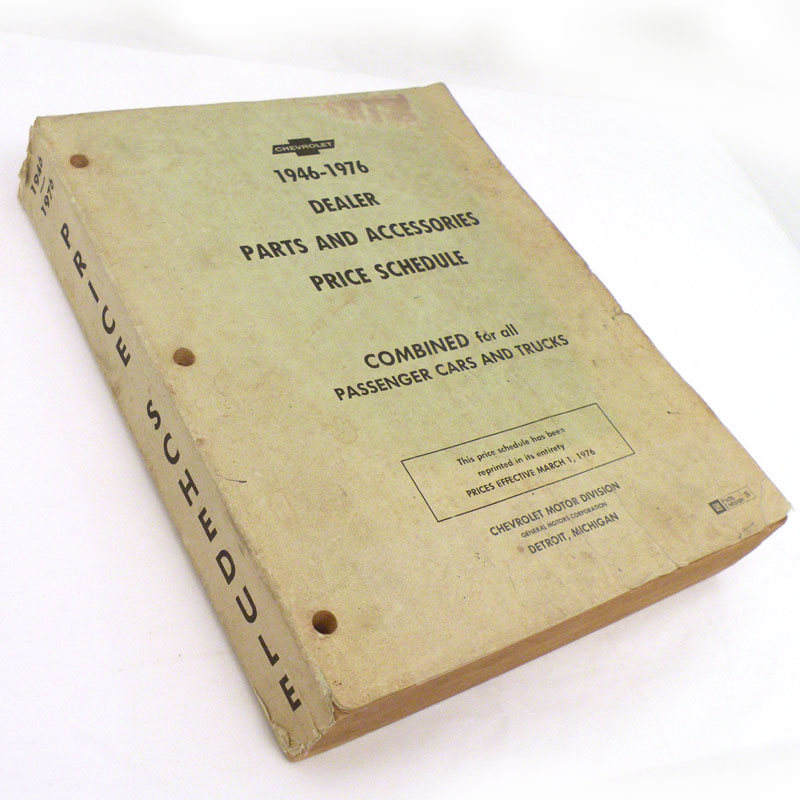 CHEVROLET
1946-1976
DEALER
PARTS AND ACCESSORIES
PRICE SCHEDULE
COMBINED for all
PASSENGER CARS AND TRUCKS
This price schedule has been
reprinted in its entirety
PRICES EFFECTIVE MARCH 1, 1976
CHEVROLET MOTOR DIVISION
GENERAL MOTORS CORPORATION
DETROIT, MICHIGAN
GM Parts
1946
—
1976
PRICE SCHEDULE